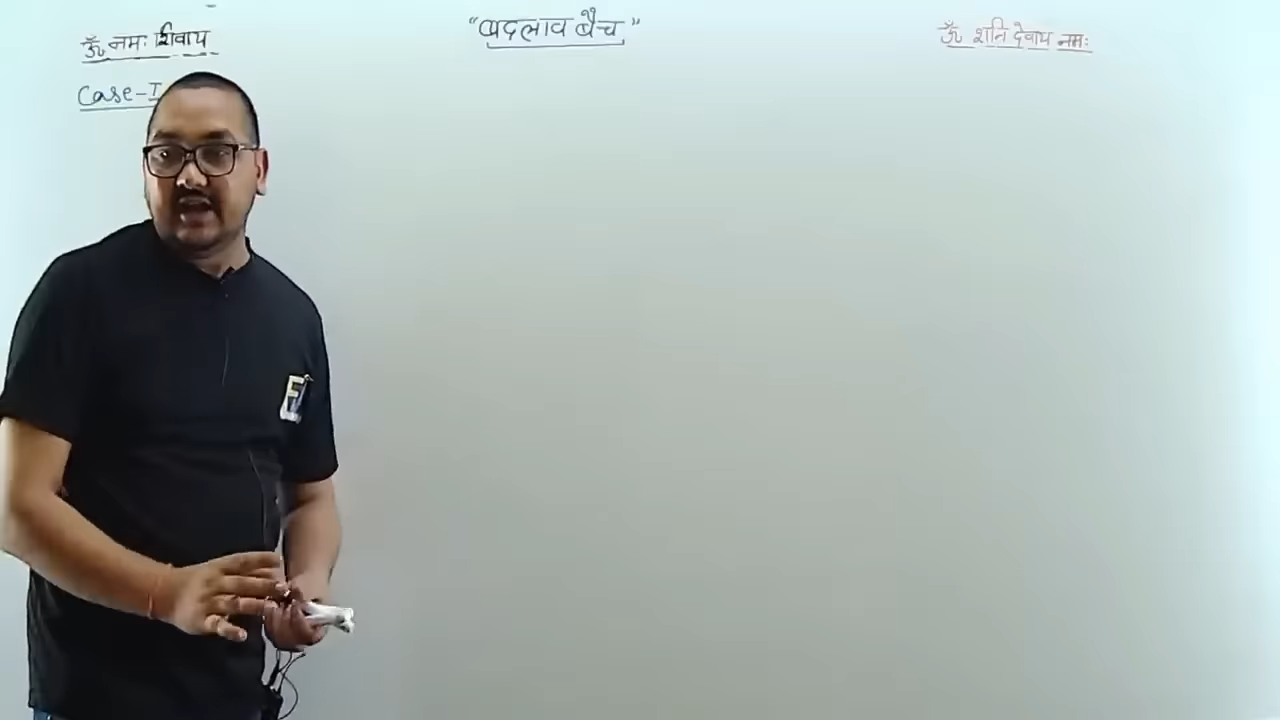 ॐ नमः शिवाय
"बदलाव बैच"
ॐ शनि देवाय नमः
Case-I